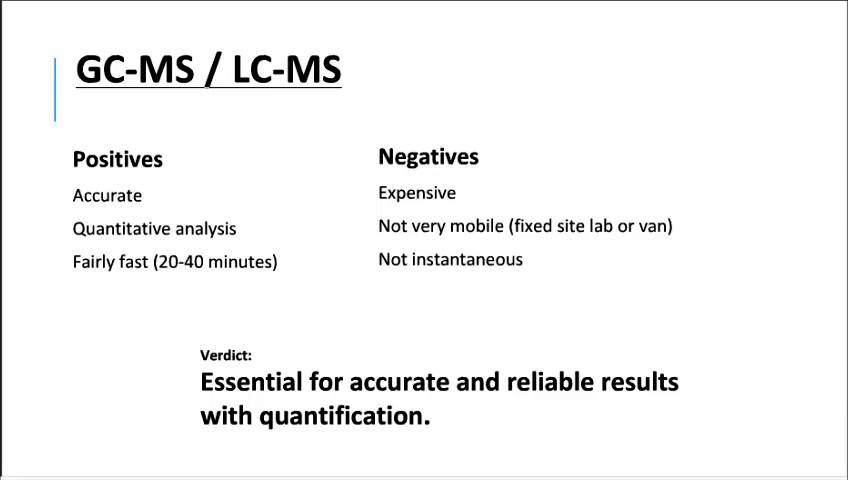 GC-MS / LC-MS
Positives
Accurate
Quantitative analysis
Fairly fast (20-40 minutes)
Negatives
Expensive
Not very mobile (fixed site lab or van)
Not instantaneous
Verdict:
Essential for accurate and reliable results
with quantification.